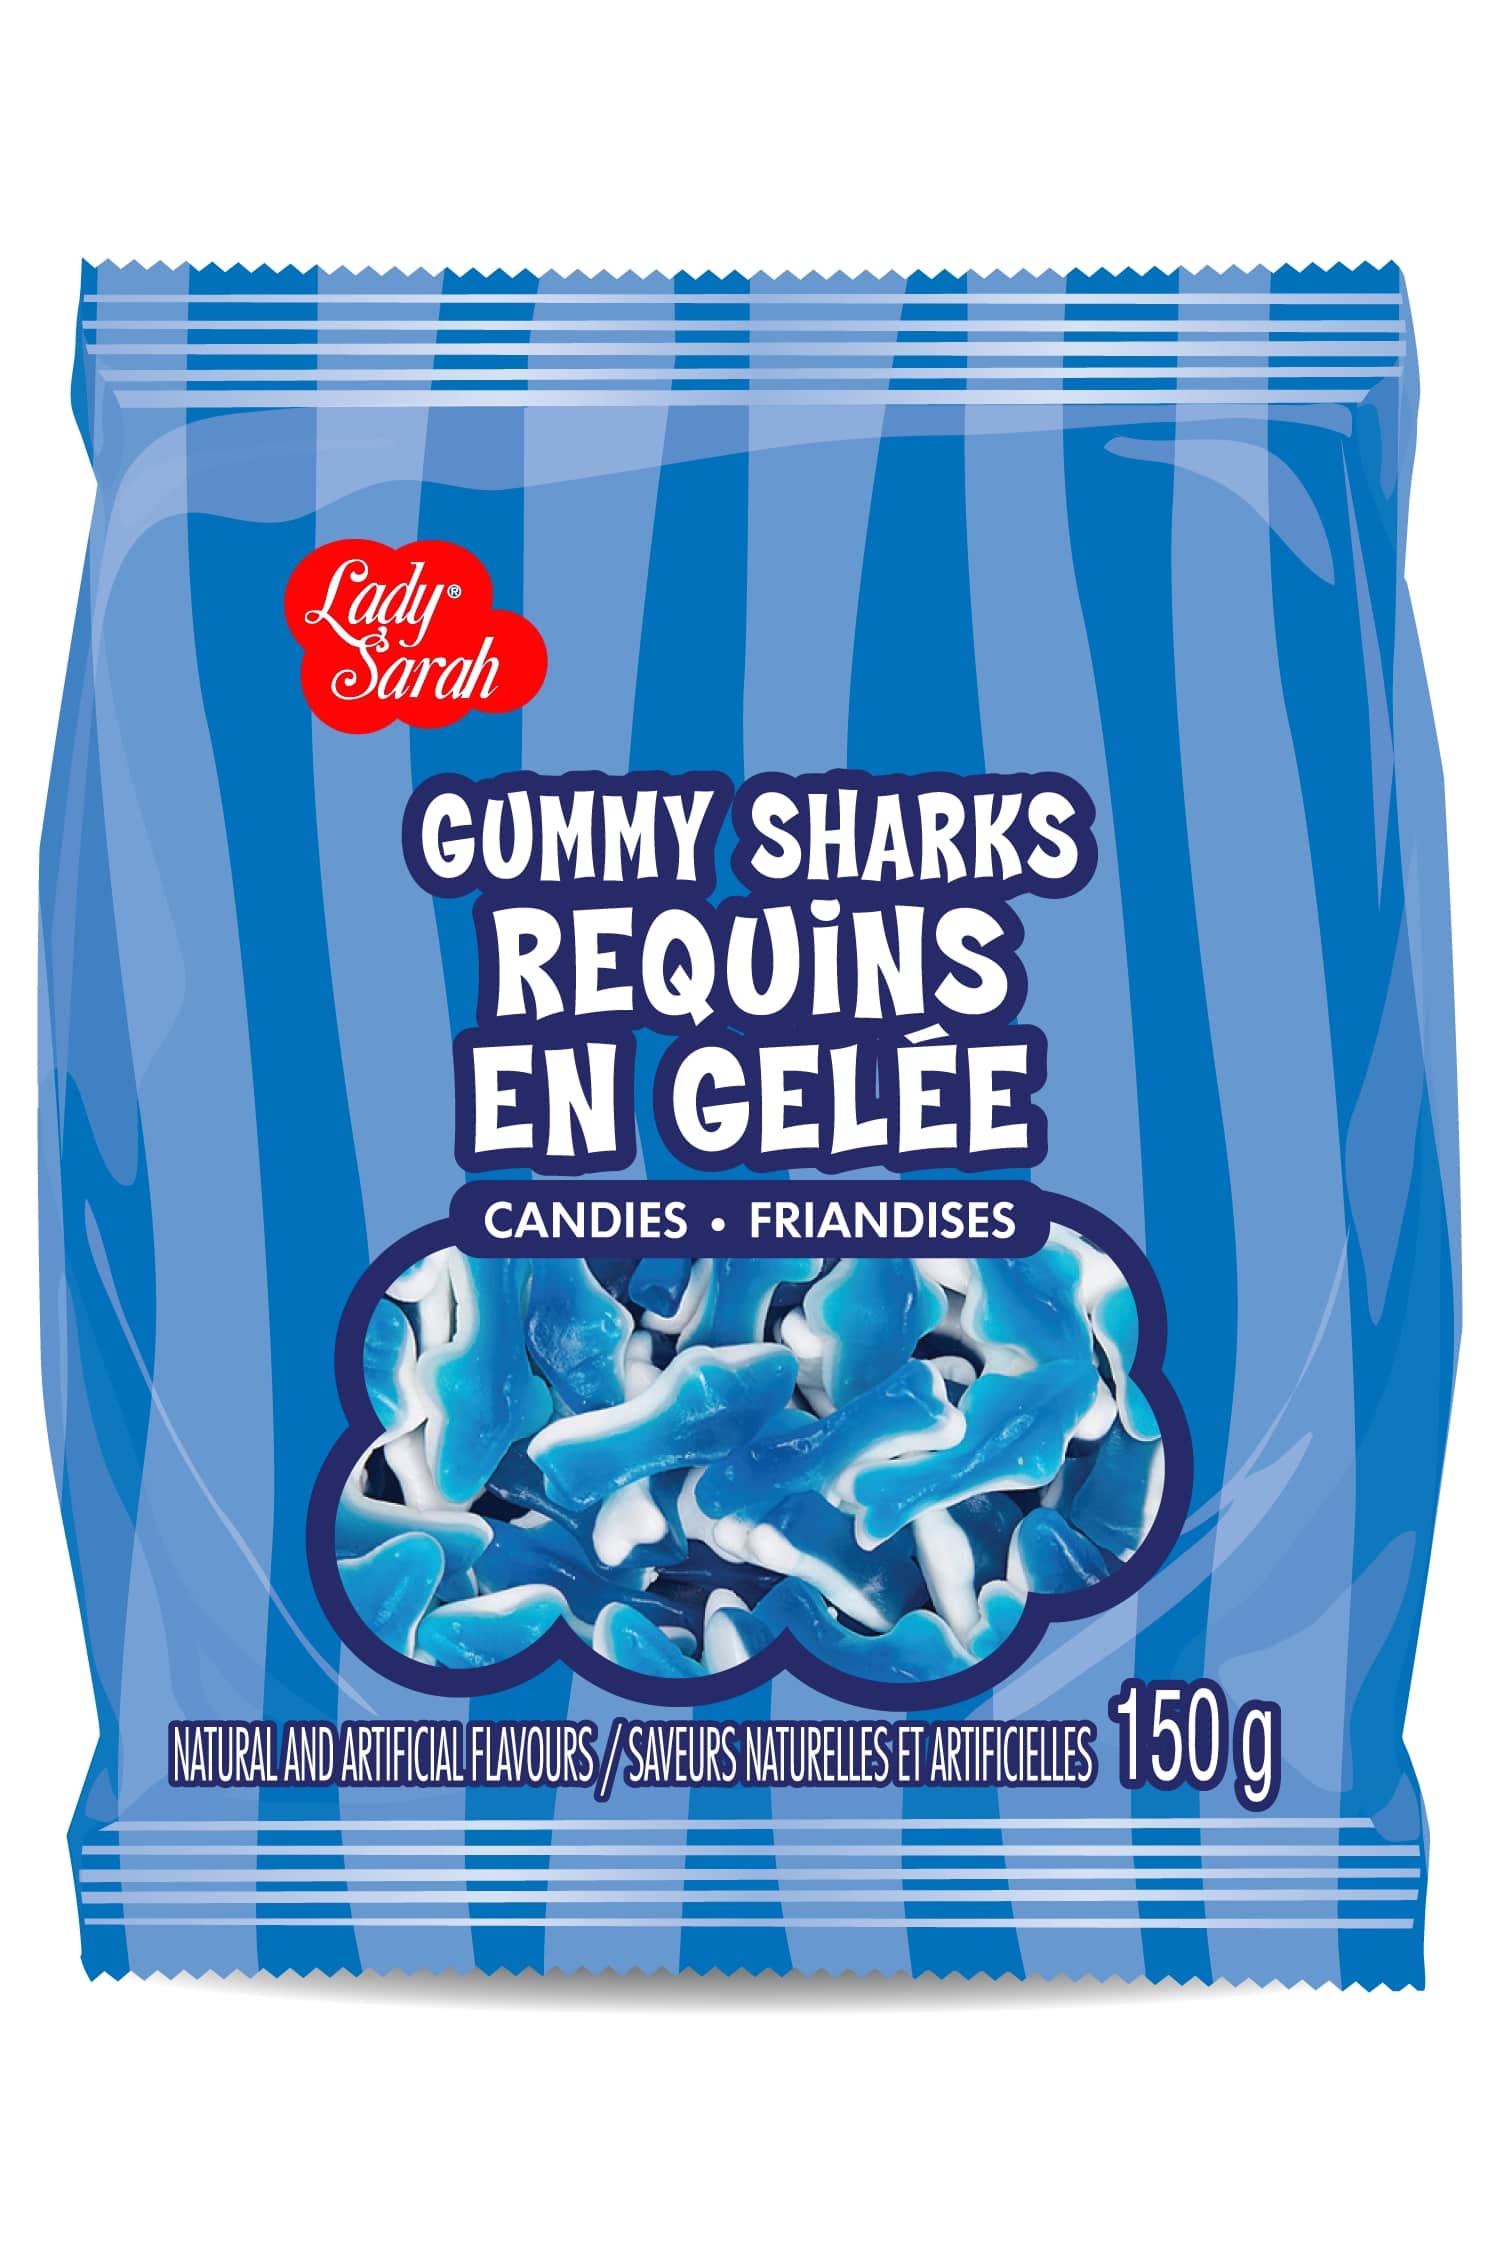 Lady®
Sarah
GUMMY SHARKS
REQUiNS
EN GELÉE
CANDIES • FRIANDISES
NATURAL AND ARTIFICIAL FLAVOURS / SAVEURS NATURELLES ET ARTIFICIELLES 150 g